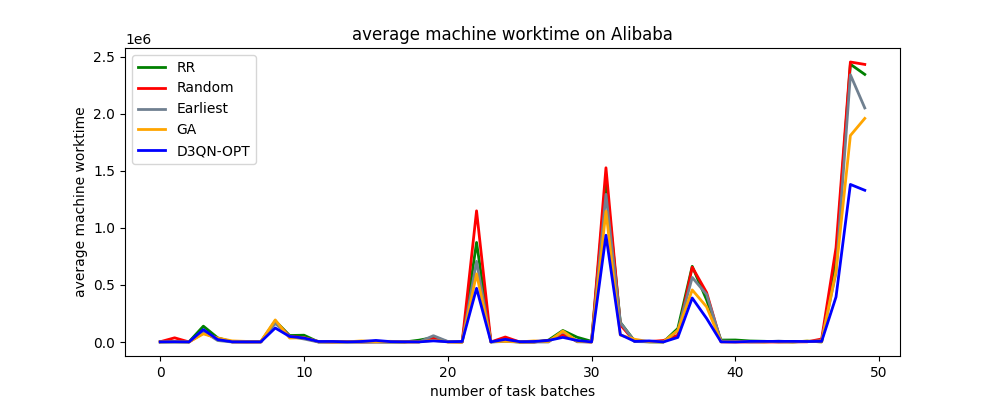 average machine worktime on Alibaba
1e6
2.5
2.0
1.5
1.0
0.5
0.0
average machine worktime
RR
Random
Earliest
GA
D3QN-OPT
0 10 20 30 40 50
number of task batches